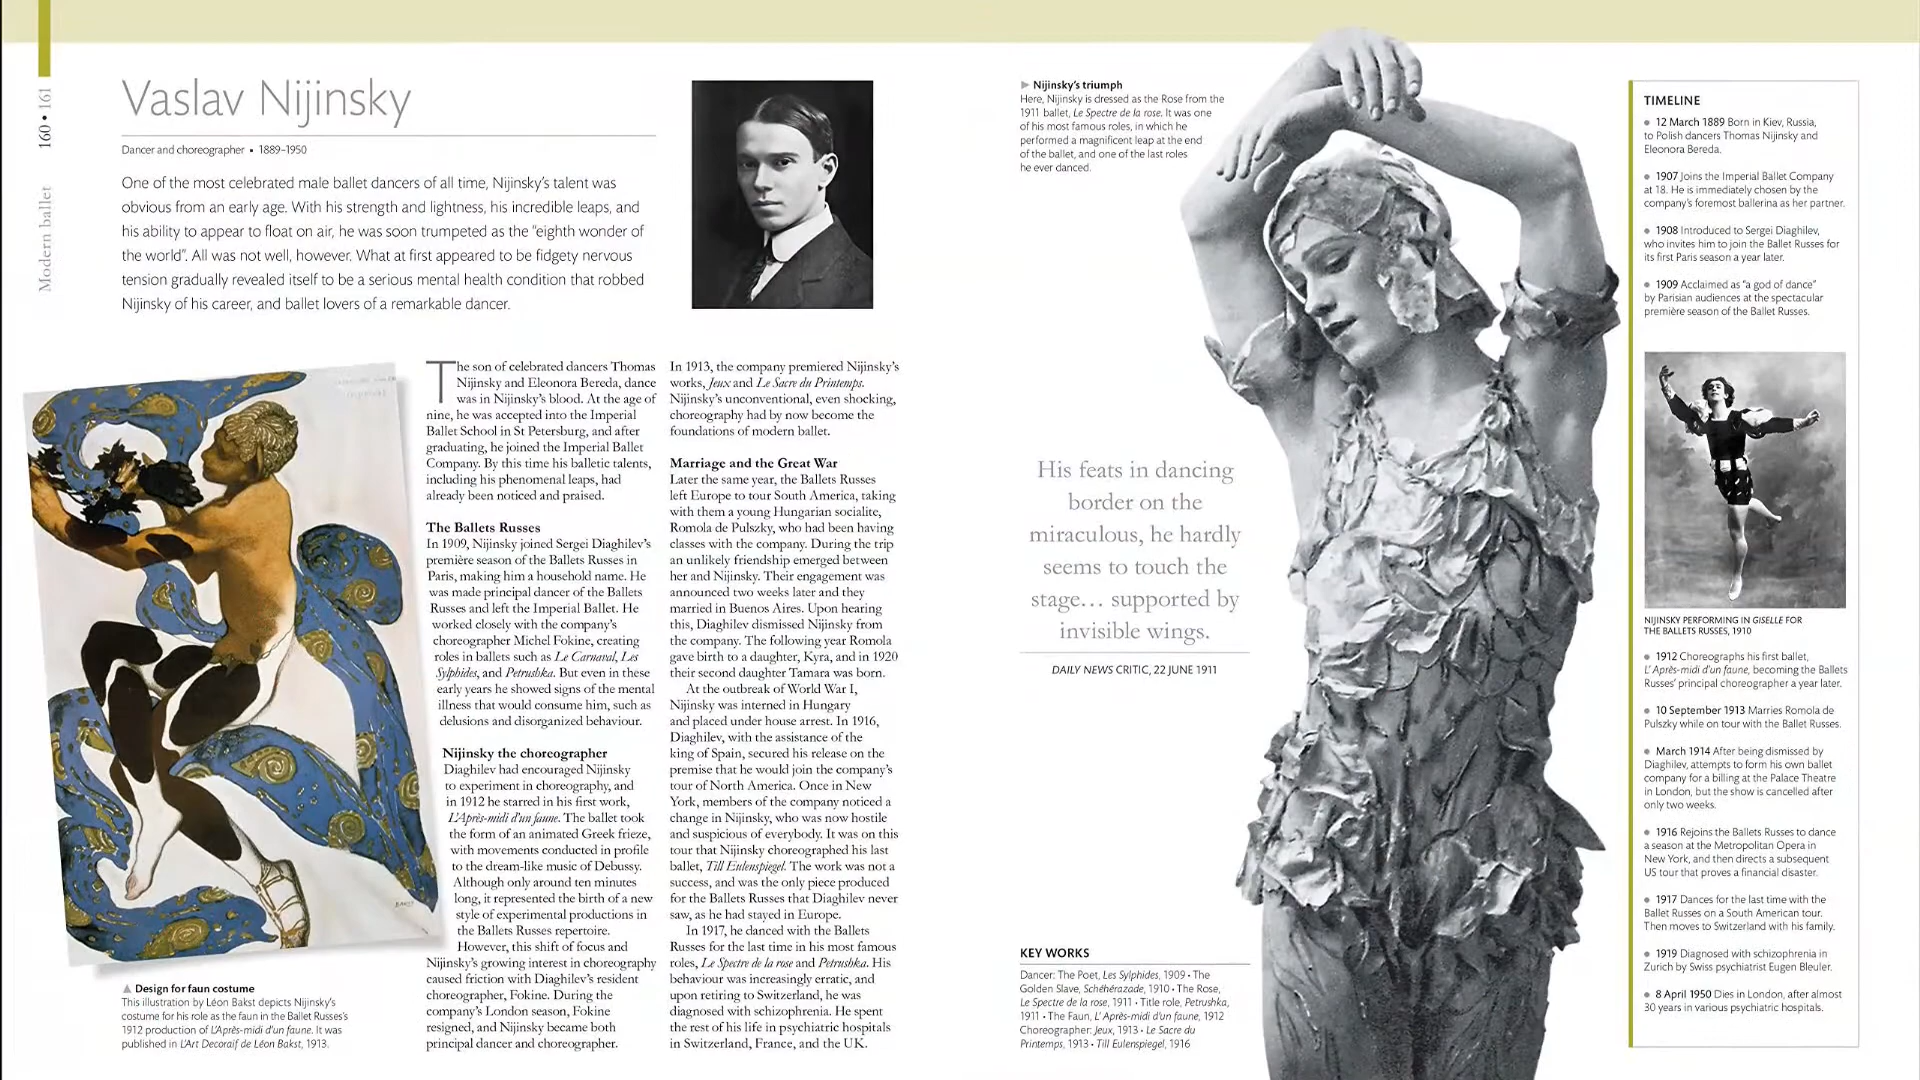 160 • 161
Modern ballet
Vaslav Nijinsky
Dancer and choreographer • 1889–1950
One of the most celebrated male ballet dancers of all time, Nijinsky's talent was
obvious from an early age. With his strength and lightness, his incredible leaps, and
his ability to appear to float on air, he was soon trumpeted as the "eighth wonder of
the world". All was not well, however. What at first appeared to be fidgety nervous
tension gradually revealed itself to be a serious mental health condition that robbed
Nijinsky of his career, and ballet lovers of a remarkable dancer.
The son of celebrated dancers Thomas
Nijinsky and Eleonora Bereda, dance
was in Nijinsky's blood. At the age of
nine, he was accepted into the Imperial
Ballet School in St Petersburg, and after
graduating, he joined the Imperial Ballet
Company. By this time his balletic talents,
including his phenomenal leaps, had
already been noticed and praised.
The Ballets Russes
In 1909, Nijinsky joined Sergei Diaghilev's
première season of the Ballets Russes in
Paris, making him a household name. He
was made principal dancer of the Ballets
Russes and left the Imperial Ballet. He
worked closely with the company's
choreographer Michel Fokine, creating
roles in ballets such as Le Carnaval, Les
Sylphides, and Petrushka. But even in these
early years he showed signs of the mental
illness that would consume him, such as
delusions and disorganized behaviour.
Nijinsky the choreographer
Diaghilev had encouraged Nijinsky
to experiment in choreography, and
in 1912 he starred in his first work,
L'Après-midi d'un faune. The ballet took
the form of an animated Greek frieze,
with movements conducted in profile
to the dream-like music of Debussy.
Although only around ten minutes
long, it represented the birth of a new
style of experimental productions in
the Ballets Russes repertoire.
However, this shift of focus and
Nijinsky's growing interest in choreography
caused friction with Diaghilev's resident
choreographer, Fokine. During the
company's London season, Fokine
resigned, and Nijinsky became both
principal dancer and choreographer.
In 1913, the company premiered Nijinsky's
works, Jeux and Le Sacre du Printemps.
Nijinsky's unconventional, even shocking,
choreography had by now become the
foundations of modern ballet.
Marriage and the Great War
Later the same year, the Ballets Russes
left Europe to tour South America, taking
with them a young Hungarian socialite,
Romola de Pulszky, who had been having
classes with the company. During the trip
an unlikely friendship emerged between
her and Nijinsky. Their engagement was
announced two weeks later and they
married in Buenos Aires. Upon hearing
this, Diaghilev dismissed Nijinsky from
the company. The following year Romola
gave birth to a daughter, Kyra, and in 1920
their second daughter Tamara was born.
At the outbreak of World War I,
Nijinsky was interned in Hungary
and placed under house arrest. In 1916,
Diaghilev, with the assistance of the
king of Spain, secured his release on the
premise that he would join the company's
tour of North America. Once in New
York, members of the company noticed a
change in Nijinsky, who was now hostile
and suspicious of everybody. It was on this
tour that Nijinsky choreographed his last
ballet, Till Eulenspiegel. The work was not a
success, and was the only piece produced
for the Ballets Russes that Diaghilev never
saw, as he had stayed in Europe.
In 1917, he danced with the Ballets
Russes for the last time in his most famous
roles, Le Spectre de la rose and Petrushka. His
behaviour was increasingly erratic, and
upon retiring to Switzerland, he was
diagnosed with schizophrenia. He spent
the rest of his life in psychiatric hospitals
in Switzerland, France, and the UK.
▲ Design for faun costume
This illustration by Léon Bakst depicts Nijinsky's
costume for his role as the faun in the Ballet Russes's
1912 production of L'Après-midi d'un faune. It was
published in L'Art Decoraif de Léon Bakst, 1913.
▶ Nijinsky's triumph
Here, Nijinsky is dressed as the Rose from the
1911 ballet, Le Spectre de la rose. It was one
of his most famous roles, in which he
performed a magnificent leap at the end
of the ballet, and one of the last roles
he ever danced.
His feats in dancing
border on the
miraculous, he hardly
seems to touch the
stage… supported by
invisible wings.
DAILY NEWS CRITIC, 22 JUNE 1911
KEY WORKS
Dancer: The Poet, Les Sylphides, 1909 • The
Golden Slave, Schéhérazade, 1910 • The Rose,
Le Spectre de la rose, 1911 • Title role, Petrushka,
1911 • The Faun, L' Après-midi d'un faune, 1912
Choreographer: Jeux, 1913 • Le Sacre du
Printemps, 1913 • Till Eulenspiegel, 1916
TIMELINE
• 12 March 1889 Born in Kiev, Russia,
to Polish dancers Thomas Nijinsky and
Eleonora Bereda.
• 1907 Joins the Imperial Ballet Company
at 18. He is immediately chosen by the
company's foremost ballerina as her partner.
• 1908 Introduced to Sergei Diaghilev,
who invites him to join the Ballet Russes for
its first Paris season a year later.
• 1909 Acclaimed as "a god of dance"
by Parisian audiences at the spectacular
première season of the Ballet Russes.
NIJINSKY PERFORMING IN GISELLE FOR
THE BALLETS RUSSES, 1910
• 1912 Choreographs his first ballet,
L' Après-midi d'un faune, becoming the Ballets
Russes' principal choreographer a year later.
• 10 September 1913 Marries Romola de
Pulszky while on tour with the Ballet Russes.
• March 1914 After being dismissed by
Diaghilev, attempts to form his own ballet
company for a billing at the Palace Theatre
in London, but the show is cancelled after
only two weeks.
• 1916 Rejoins the Ballets Russes to dance
a season at the Metropolitan Opera in
New York, and then directs a subsequent
US tour that proves a financial disaster.
• 1917 Dances for the last time with the
Ballet Russes on a South American tour.
Then moves to Switzerland with his family.
• 1919 Diagnosed with schizophrenia in
Zurich by Swiss psychiatrist Eugen Bleuler.
• 8 April 1950 Dies in London, after almost
30 years in various psychiatric hospitals.